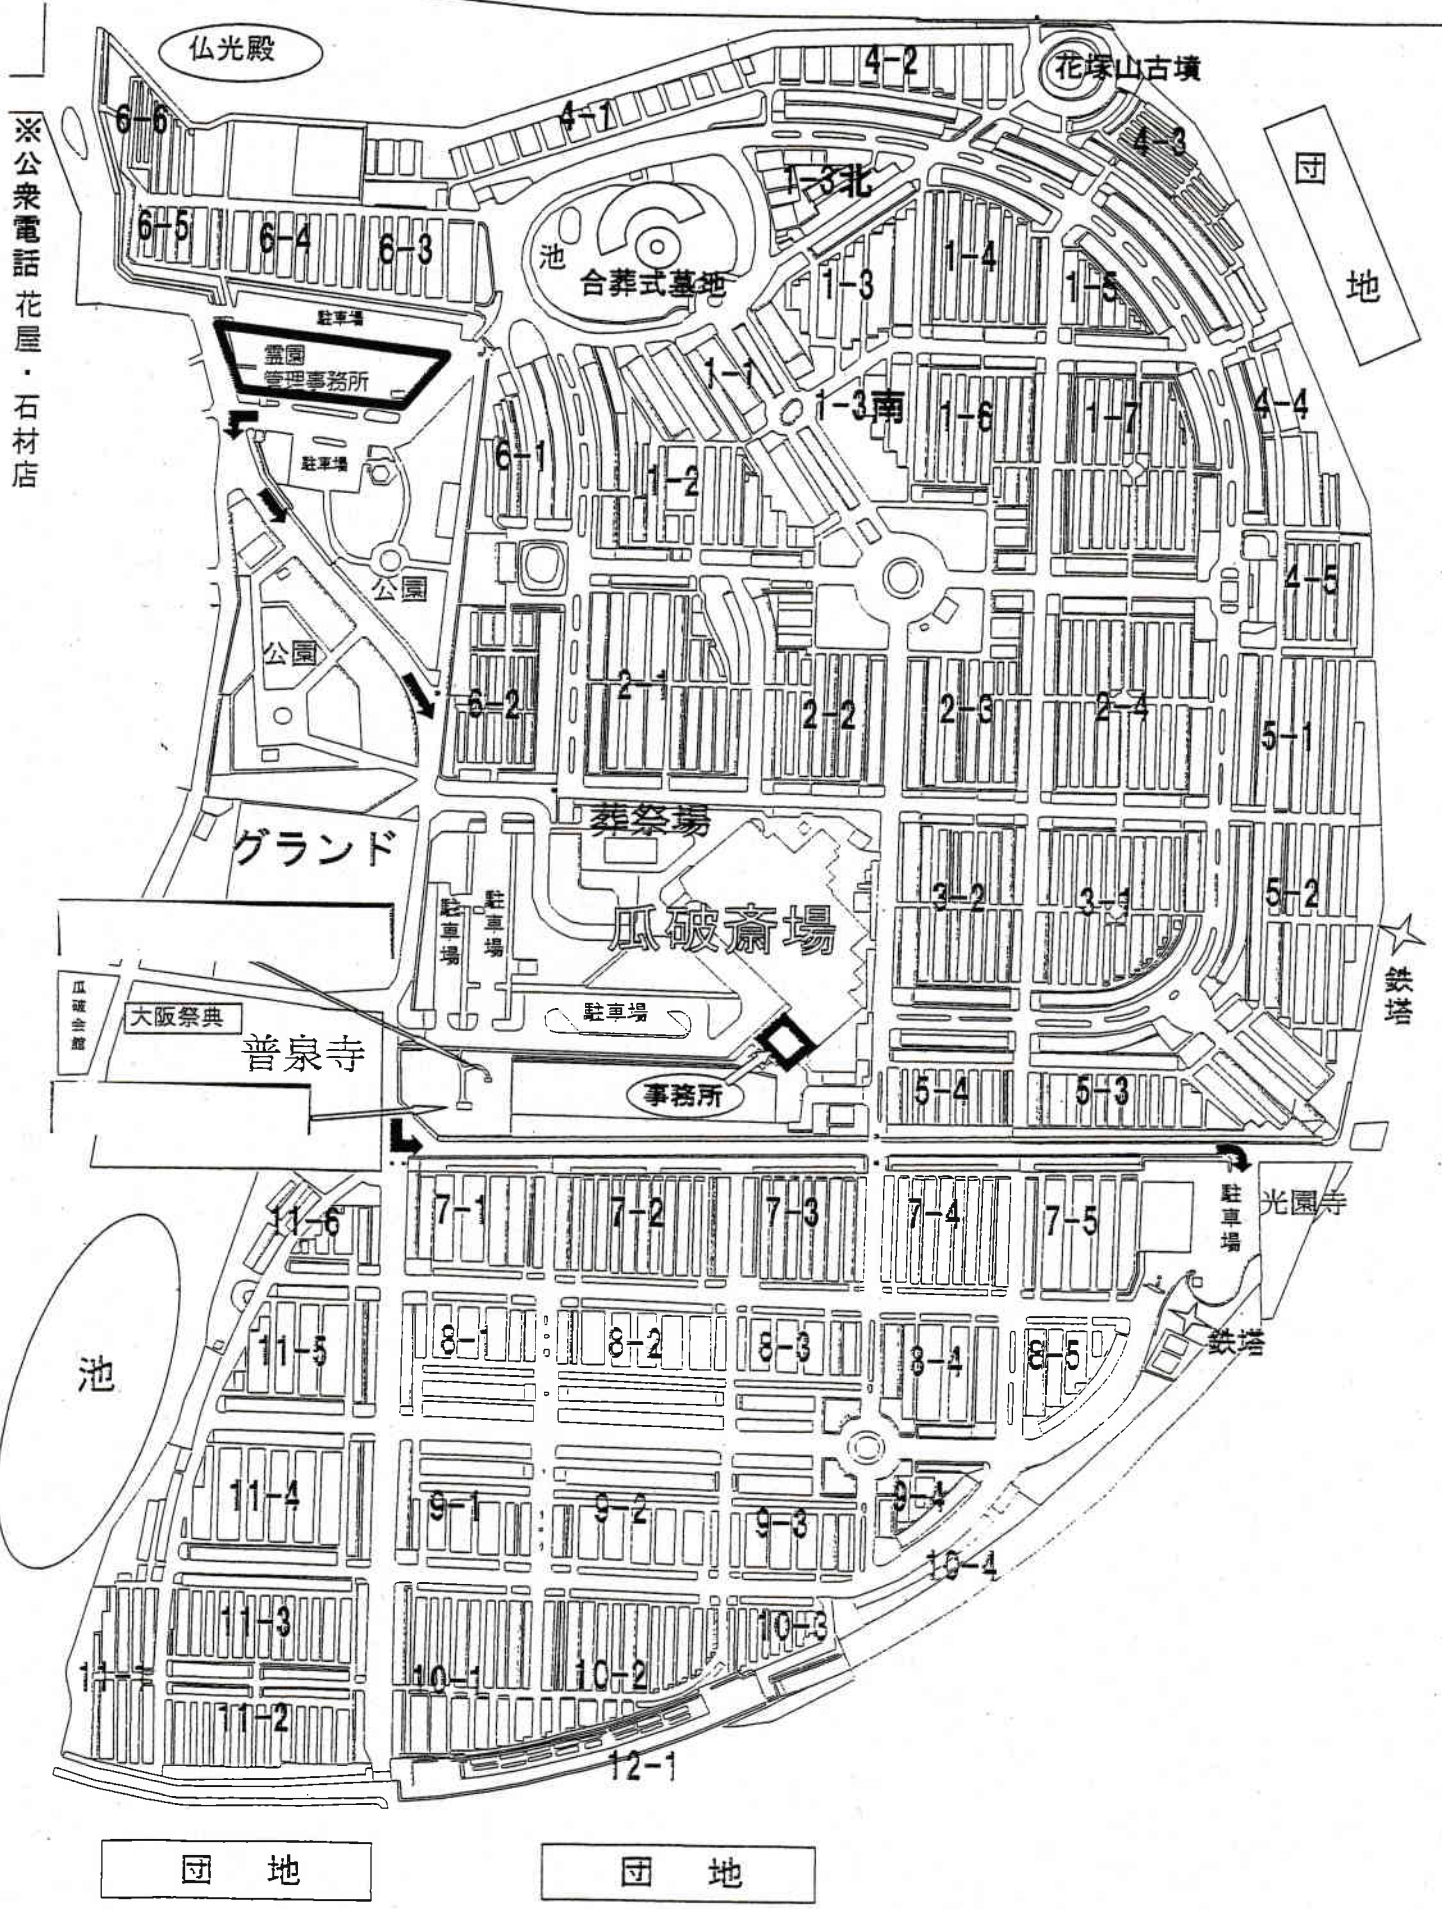 仏光殿
花塚山古墳
※公衆電話 花屋・石材店
団地
4-2
4-1
4-3
6-6
6-5
6-4
6-3
1-3北
池
合葬式墓地
1-3
1-4
1-5
駐車場
霊園
管理事務所
1-1
1-3南
1-6
1-7
4-4
駐車場
6-1
1-2
公園
4-5
公園
6-2
2-1
2-2
2-3
2-4
5-1
葬祭場
グランド
瓜破斎場
駐車場
駐車場
3-2
3-1
5-2
鉄塔
瓜破会館
大阪祭典
普泉寺
駐車場
事務所
5-4
5-3
11-6
7-1
7-2
7-3
7-4
7-5
駐車場
光園寺
池
11-5
8-1
8-2
8-3
8-4
8-5
鉄塔
11-4
9-1
9-2
9-3
9-4
10-4
11-3
10-3
11-1
10-1
10-2
11-2
12-1
団地
団地